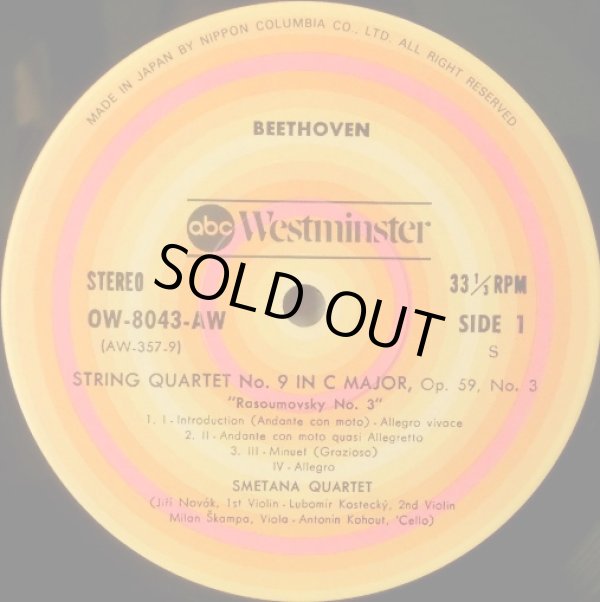 MADE IN JAPAN BY NIPPON COLUMBIA CO., LTD. ALL RIGHT RESERVED
BEETHOVEN
abc Westminster
STEREO 33 1/3 RPM
SOLD OUT
OW-8043-AW SIDE 1
(AW-357-9) S
STRING QUARTET No. 9 IN C MAJOR, Op. 59, No. 3
"Rasoumovsky No. 3"
1. I - Introduction (Andante con moto) - Allegro vivace
2. II - Andante con moto quasi Allegretto
3. III - Minuet (Grazioso)
IV - Allegro
SMETANA QUARTET
(Jiří Novák, 1st Violin - Lubomír Kostecký, 2nd Violin
Milan Škampa, Viola - Antonín Kohout, 'Cello)